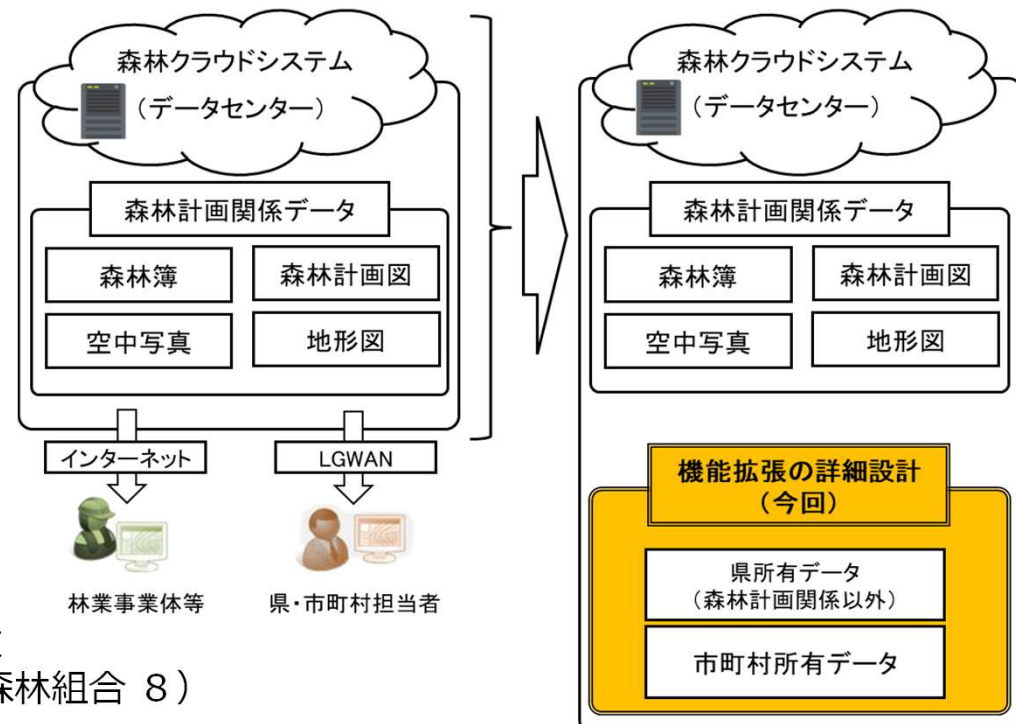 森林クラウドシステム
(データセンター)
森林計画関係データ
森林簿
森林計画図
空中写真
地形図
インターネット
LGWAN
林業事業体等
県・市町村担当者
森林組合 8)
森林クラウドシステム
(データセンター)
森林計画関係データ
森林簿
森林計画図
空中写真
地形図
機能拡張の詳細設計
(今回)
県所有データ
(森林計画関係以外)
市町村所有データ